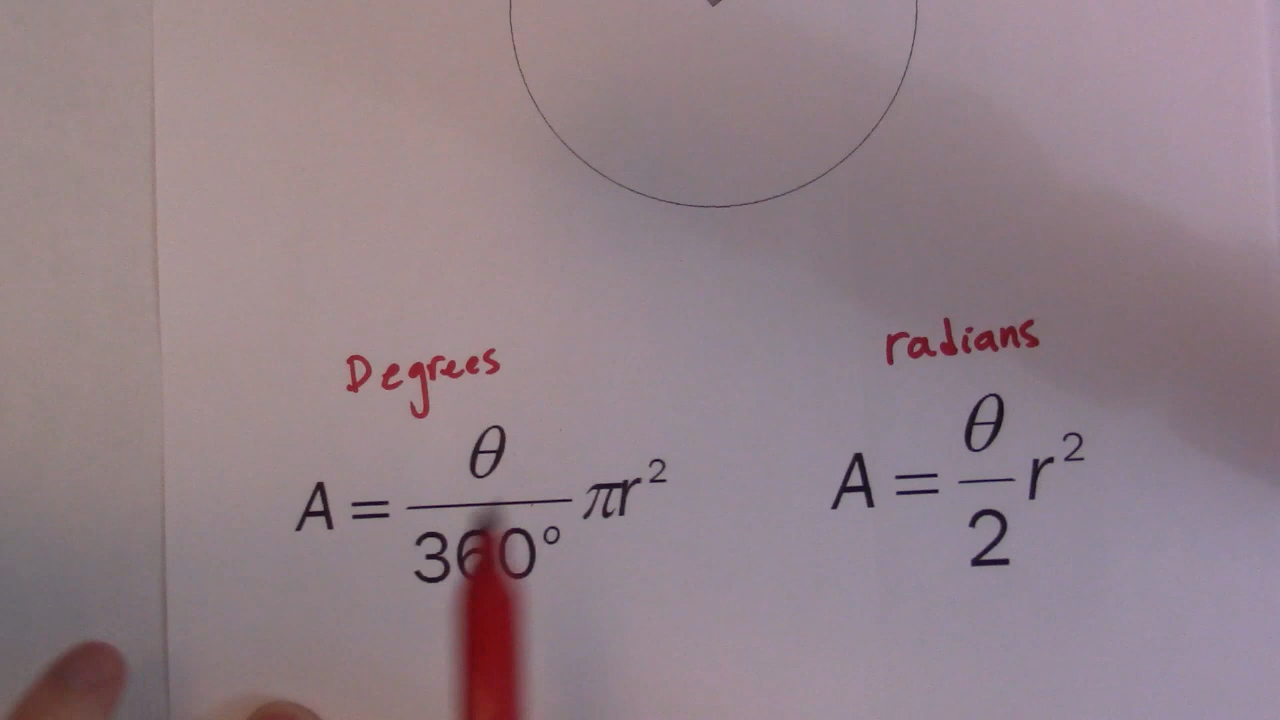 Degrees
radians
A = θ/360° πr²
A = θ/2 r²